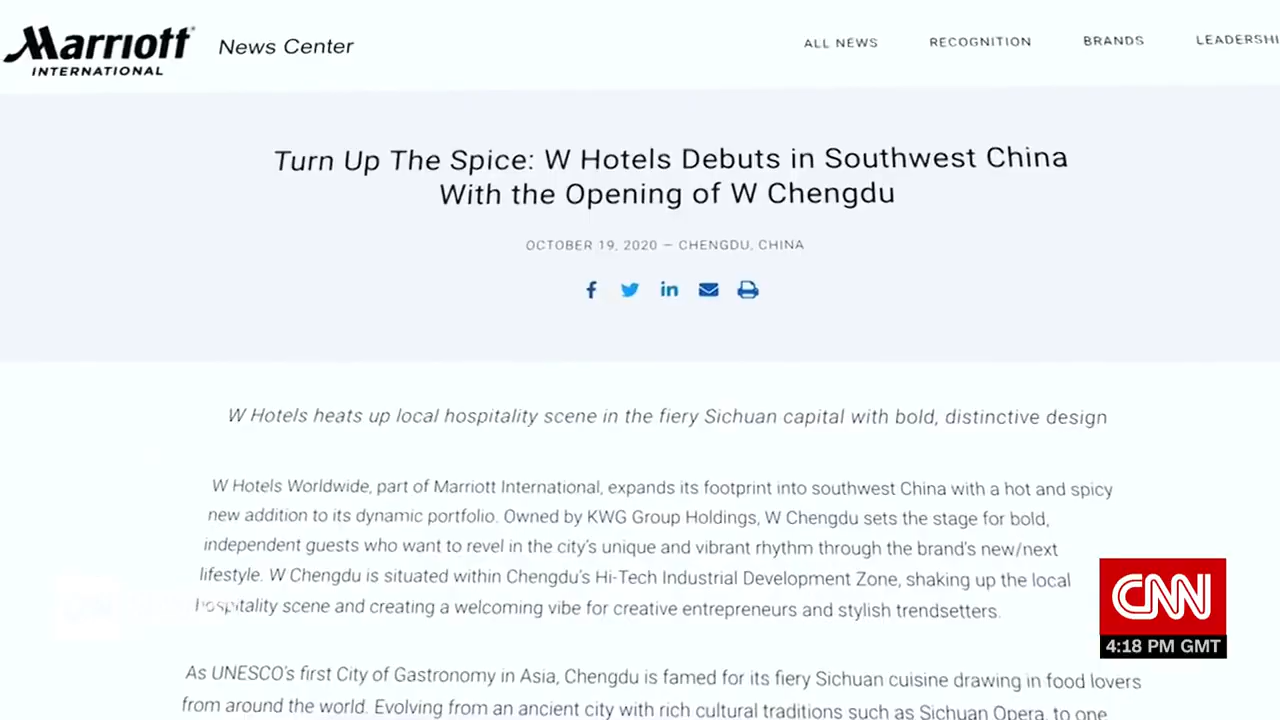 Marriott
INTERNATIONAL
News Center
ALL NEWS RECOGNITION BRANDS LEADERSHI
Turn Up The Spice: W Hotels Debuts in Southwest China
With the Opening of W Chengdu
OCTOBER 19, 2020 – CHENGDU, CHINA
W Hotels heats up local hospitality scene in the fiery Sichuan capital with bold, distinctive design
W Hotels Worldwide, part of Marriott International, expands its footprint into southwest China with a hot and spicy
new addition to its dynamic portfolio. Owned by KWG Group Holdings, W Chengdu sets the stage for bold,
independent guests who want to revel in the city's unique and vibrant rhythm through the brand's new/next
lifestyle. W Chengdu is situated within Chengdu's Hi-Tech Industrial Development Zone, shaking up the local
hospitality scene and creating a welcoming vibe for creative entrepreneurs and stylish trendsetters.
As UNESCO's first City of Gastronomy in Asia, Chengdu is famed for its fiery Sichuan cuisine drawing in food lovers
from around the world. Evolving from an ancient city with rich cultural traditions such as Sichuan Opera, to one
CNN
4:18 PM GMT